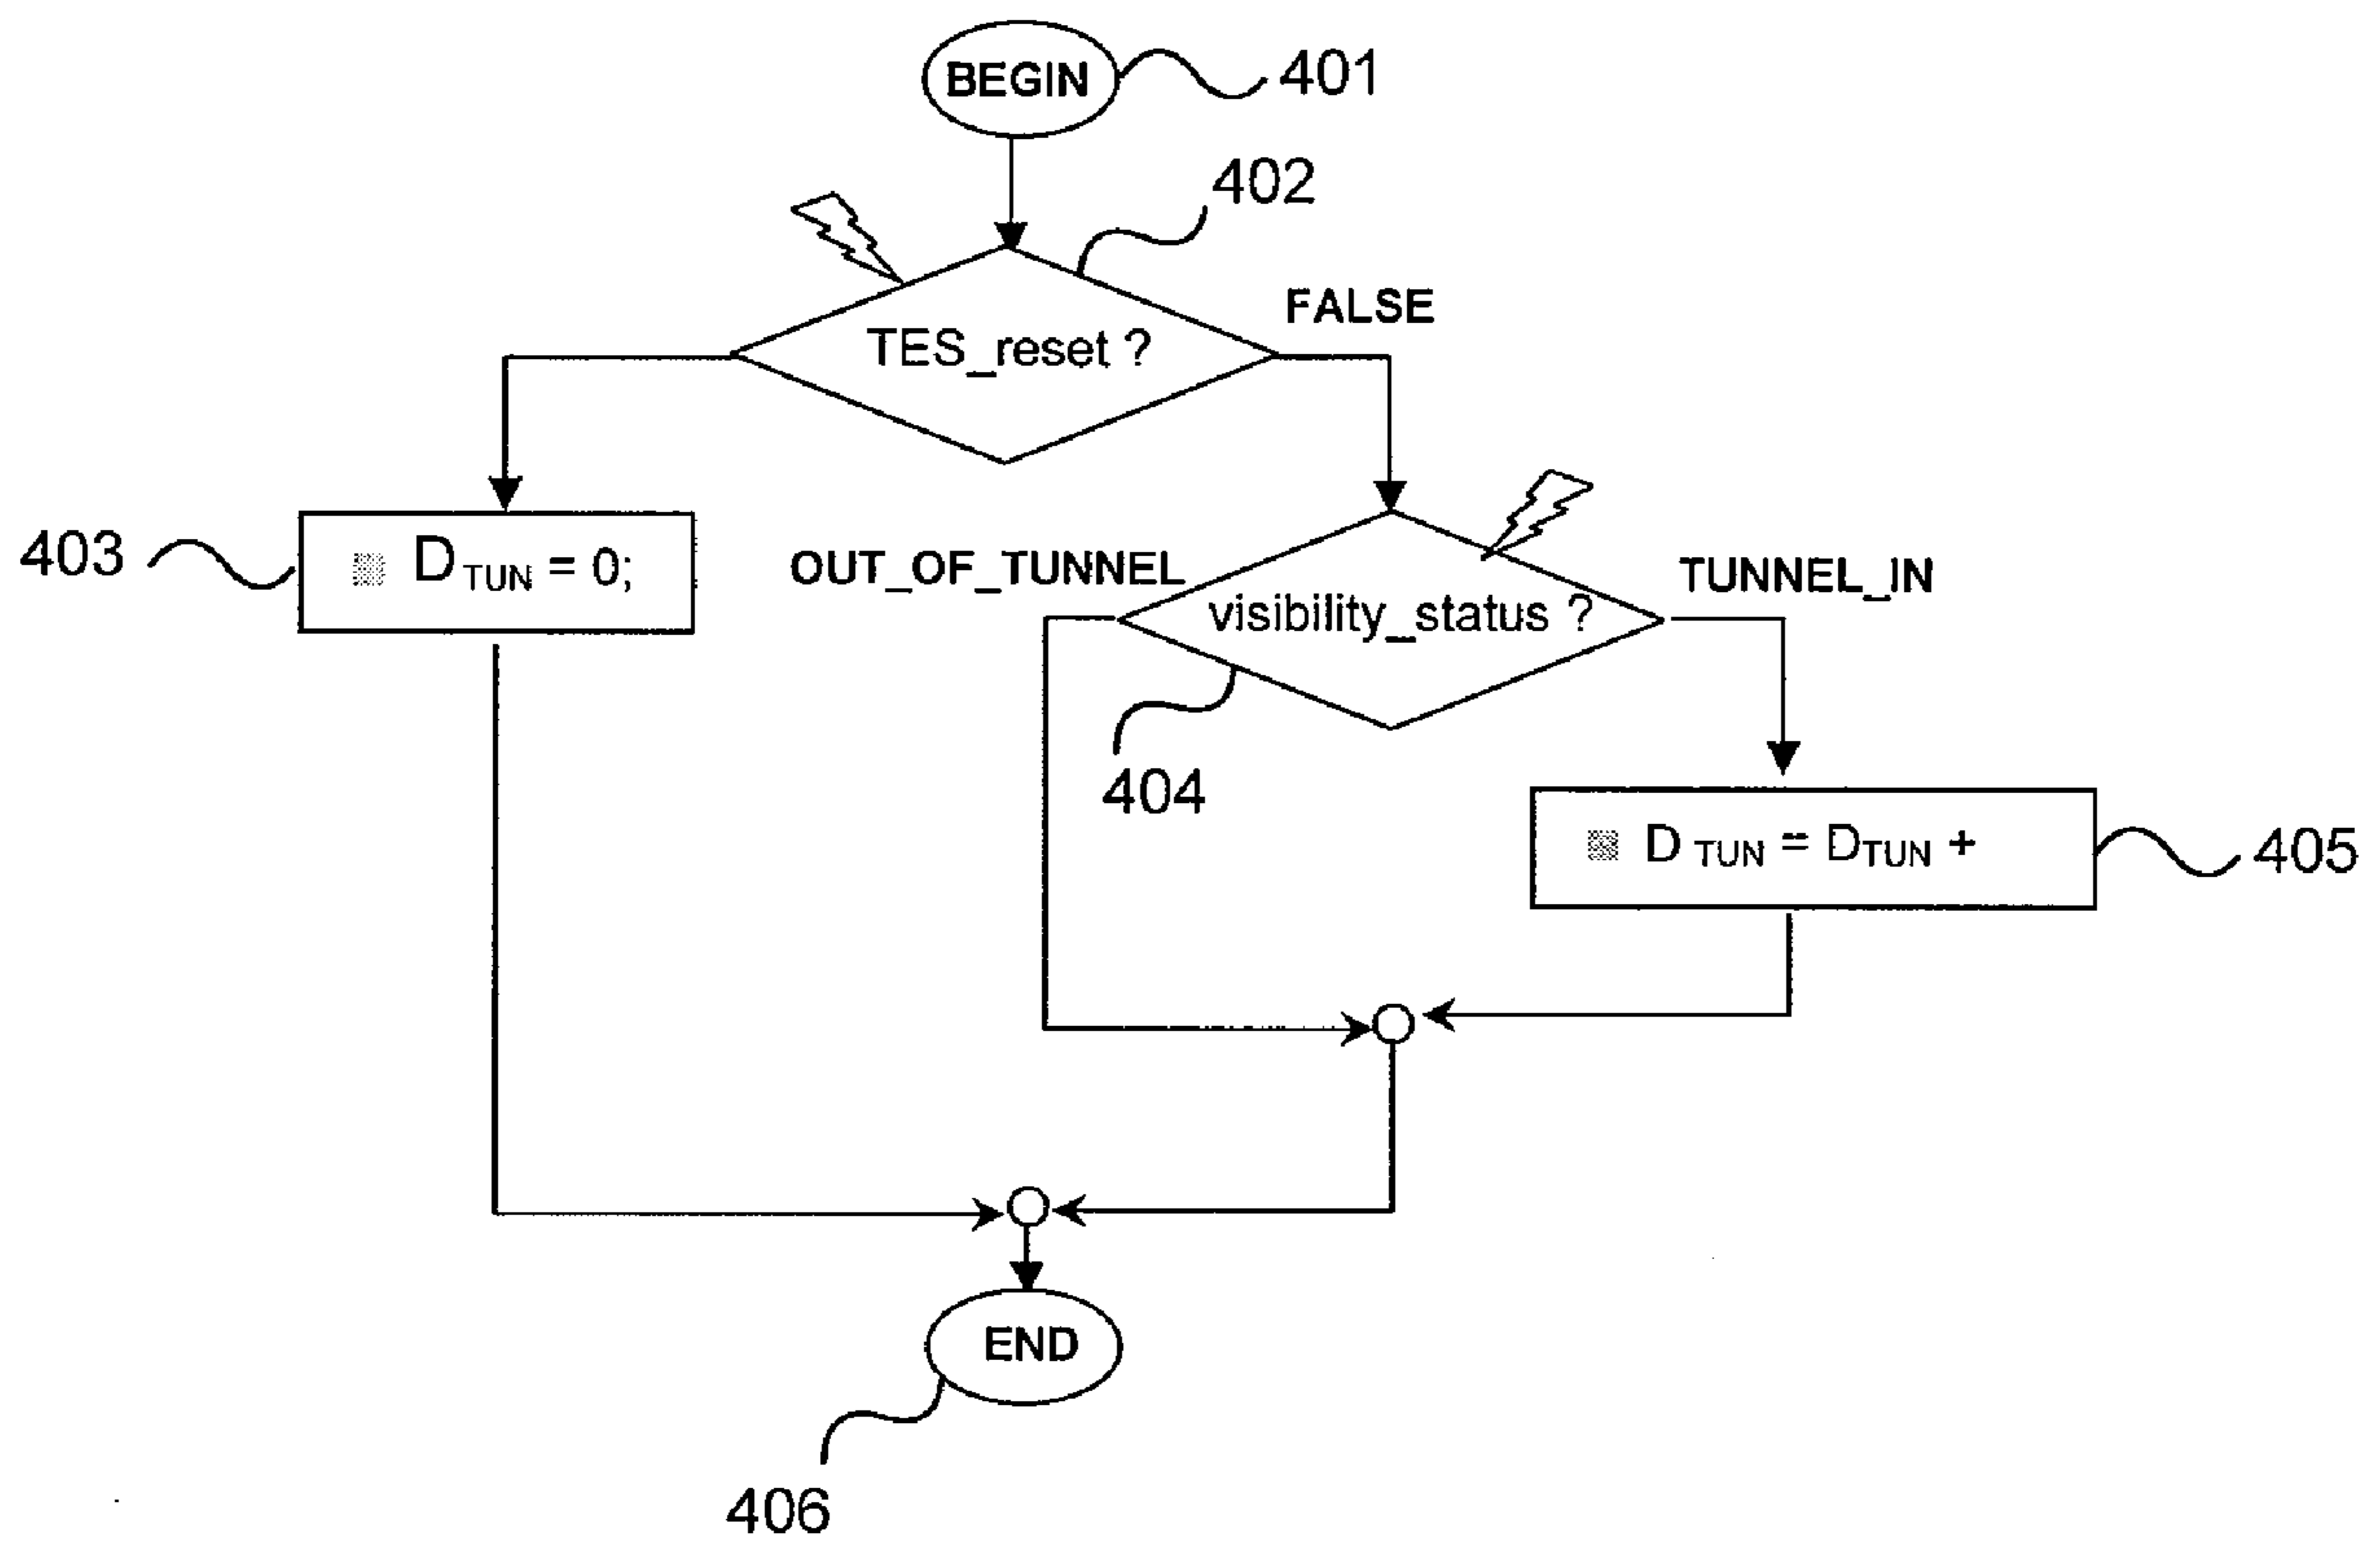 BEGIN
401
402
TES_reset ?
FALSE
403
D TUN = 0;
OUT_OF_TUNNEL
visibility_status ?
TUNNEL_IN
404
D TUN = DTUN +
405
END
406